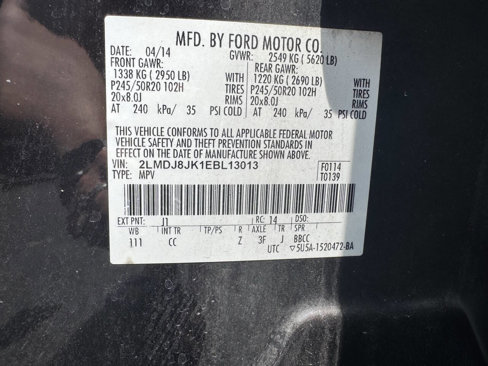 MFD. BY FORD MOTOR CO.
DATE: 04/14 GVWR: 2549 KG ( 5620 LB)
FRONT GAWR: REAR GAWR:
1338 KG ( 2950 LB) WITH 1220 KG ( 2690 LB) WITH
P245/50R20 102H TIRES P245/50R20 102H TIRES
20x8.0J RIMS 20x8.0J RIMS
AT 240 kPa/ 35 PSI COLD AT 240 kPa/ 35 PSI COLD
THIS VEHICLE CONFORMS TO ALL APPLICABLE FEDERAL MOTOR
VEHICLE SAFETY AND THEFT PREVENTION STANDARDS IN
EFFECT ON THE DATE OF MANUFACTURE SHOWN ABOVE.
VIN: 2LMDJ8JK1EBL13013 F0114
TYPE: MPV T0139
EXT PNT: J1 RC: 14 DSO:
WB INT TR TP/PS R AXLE TR SPR
111 CC Z 3F J BBCC
UTC ▽5U5A-1520472-BA